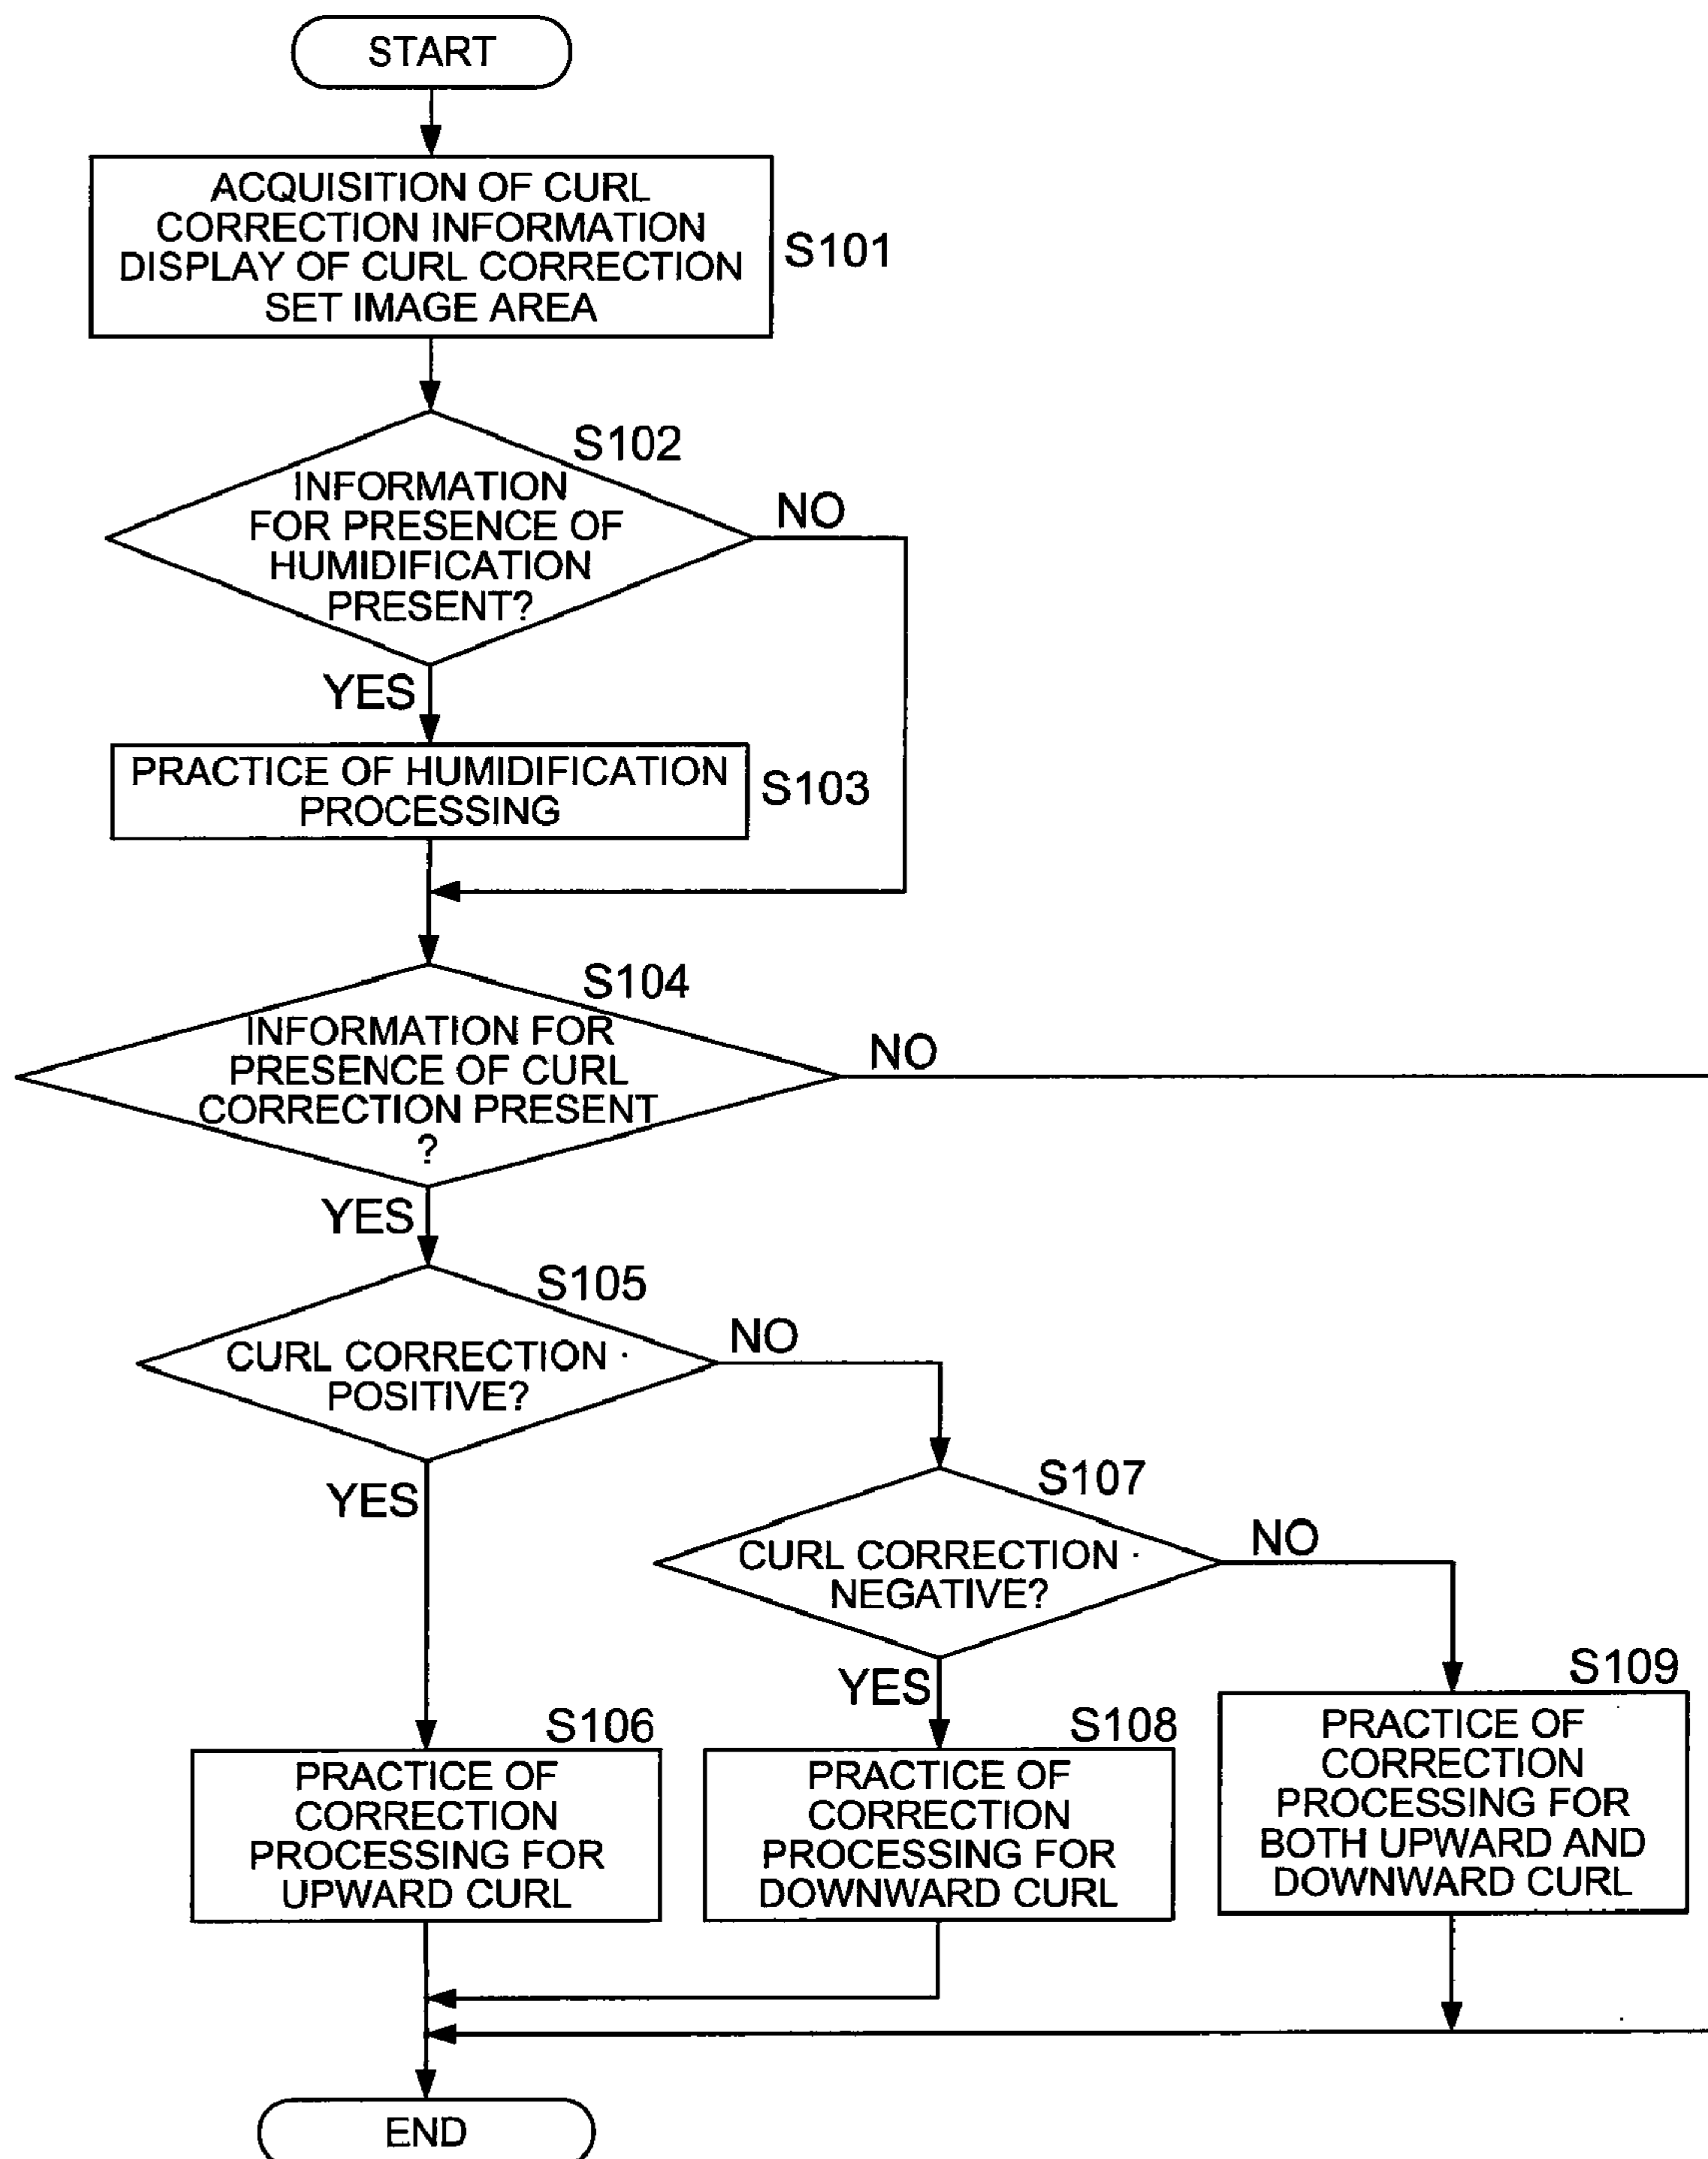 START
ACQUISITION OF CURL
CORRECTION INFORMATION
DISPLAY OF CURL CORRECTION
SET IMAGE AREA
S101
S102
INFORMATION
FOR PRESENCE OF
HUMIDIFICATION
PRESENT?
NO
YES
PRACTICE OF HUMIDIFICATION
PROCESSING
S103
S104
INFORMATION FOR
PRESENCE OF CURL
CORRECTION PRESENT
?
NO
YES
S105
CURL CORRECTION
POSITIVE?
NO
YES
S107
CURL CORRECTION
NEGATIVE?
NO
YES
S106
PRACTICE OF
CORRECTION
PROCESSING FOR
UPWARD CURL
S108
PRACTICE OF
CORRECTION
PROCESSING FOR
DOWNWARD CURL
S109
PRACTICE OF
CORRECTION
PROCESSING FOR
BOTH UPWARD AND
DOWNWARD CURL
END